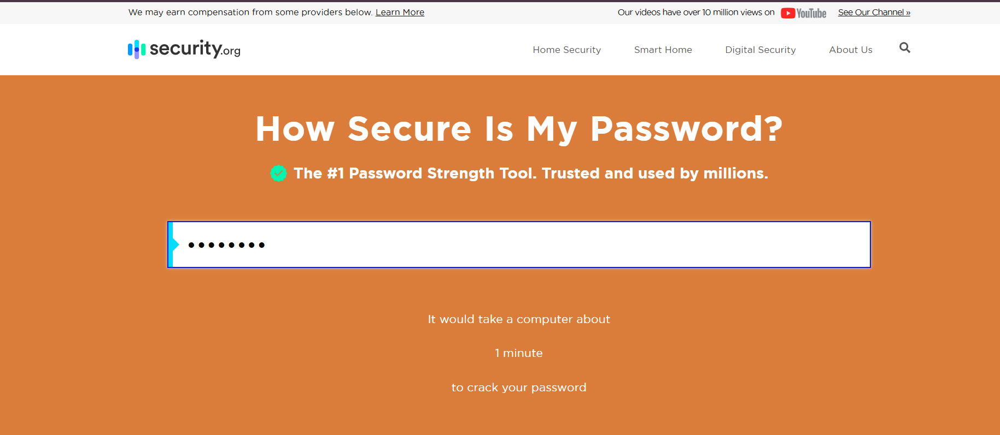 We may earn compensation from some providers below. Learn More
Our videos have over 10 million views on YouTube See Our Channel »
security.org
Home Security Smart Home Digital Security About Us
How Secure Is My Password?
The #1 Password Strength Tool. Trusted and used by millions.
••••••••
It would take a computer about
1 minute
to crack your password